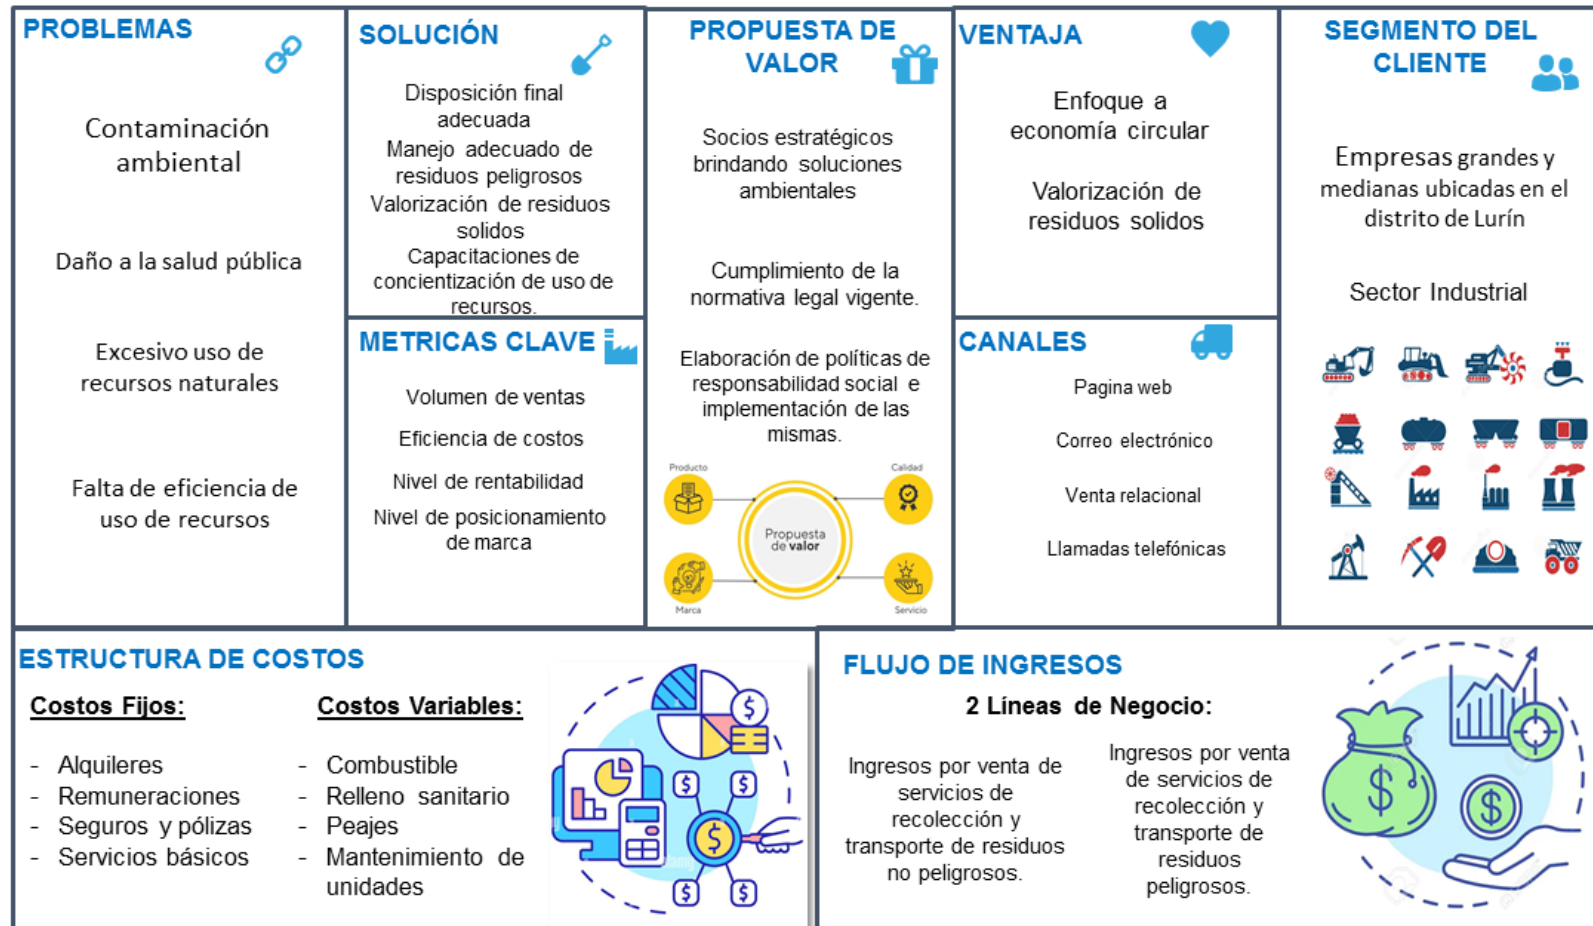 PROBLEMAS
Contaminación
ambiental
Daño a la salud pública
Excesivo uso de
recursos naturales
Falta de eficiencia de
uso de recursos
SOLUCIÓN
Disposición final
adecuada
Manejo adecuado de
residuos peligrosos
Valorización de residuos
solidos
Capacitaciones de
concientización de uso de
recursos.
METRICAS CLAVE
Volumen de ventas
Eficiencia de costos
Nivel de rentabilidad
Nivel de posicionamiento
de marca
PROPUESTA DE
VALOR
Socios estratégicos
brindando soluciones
ambientales
Cumplimiento de la
normativa legal vigente.
Elaboración de políticas de
responsabilidad social e
implementación de las
mismas.
Producto
Calidad
Propuesta
de valor
Marca
Servicio
VENTAJA
Enfoque a
economía circular
Valorización de
residuos solidos
CANALES
Pagina web
Correo electrónico
Venta relacional
Llamadas telefónicas
SEGMENTO DEL
CLIENTE
Empresas grandes y
medianas ubicadas en el
distrito de Lurín
Sector Industrial
ESTRUCTURA DE COSTOS
Costos Fijos:
- Alquileres
- Remuneraciones
- Seguros y pólizas
- Servicios básicos
Costos Variables:
- Combustible
- Relleno sanitario
- Peajes
- Mantenimiento de
unidades
FLUJO DE INGRESOS
2 Líneas de Negocio:
Ingresos por venta de
servicios de
recolección y
transporte de residuos
no peligrosos.
Ingresos por venta
de servicios de
recolección y
transporte de
residuos
peligrosos.